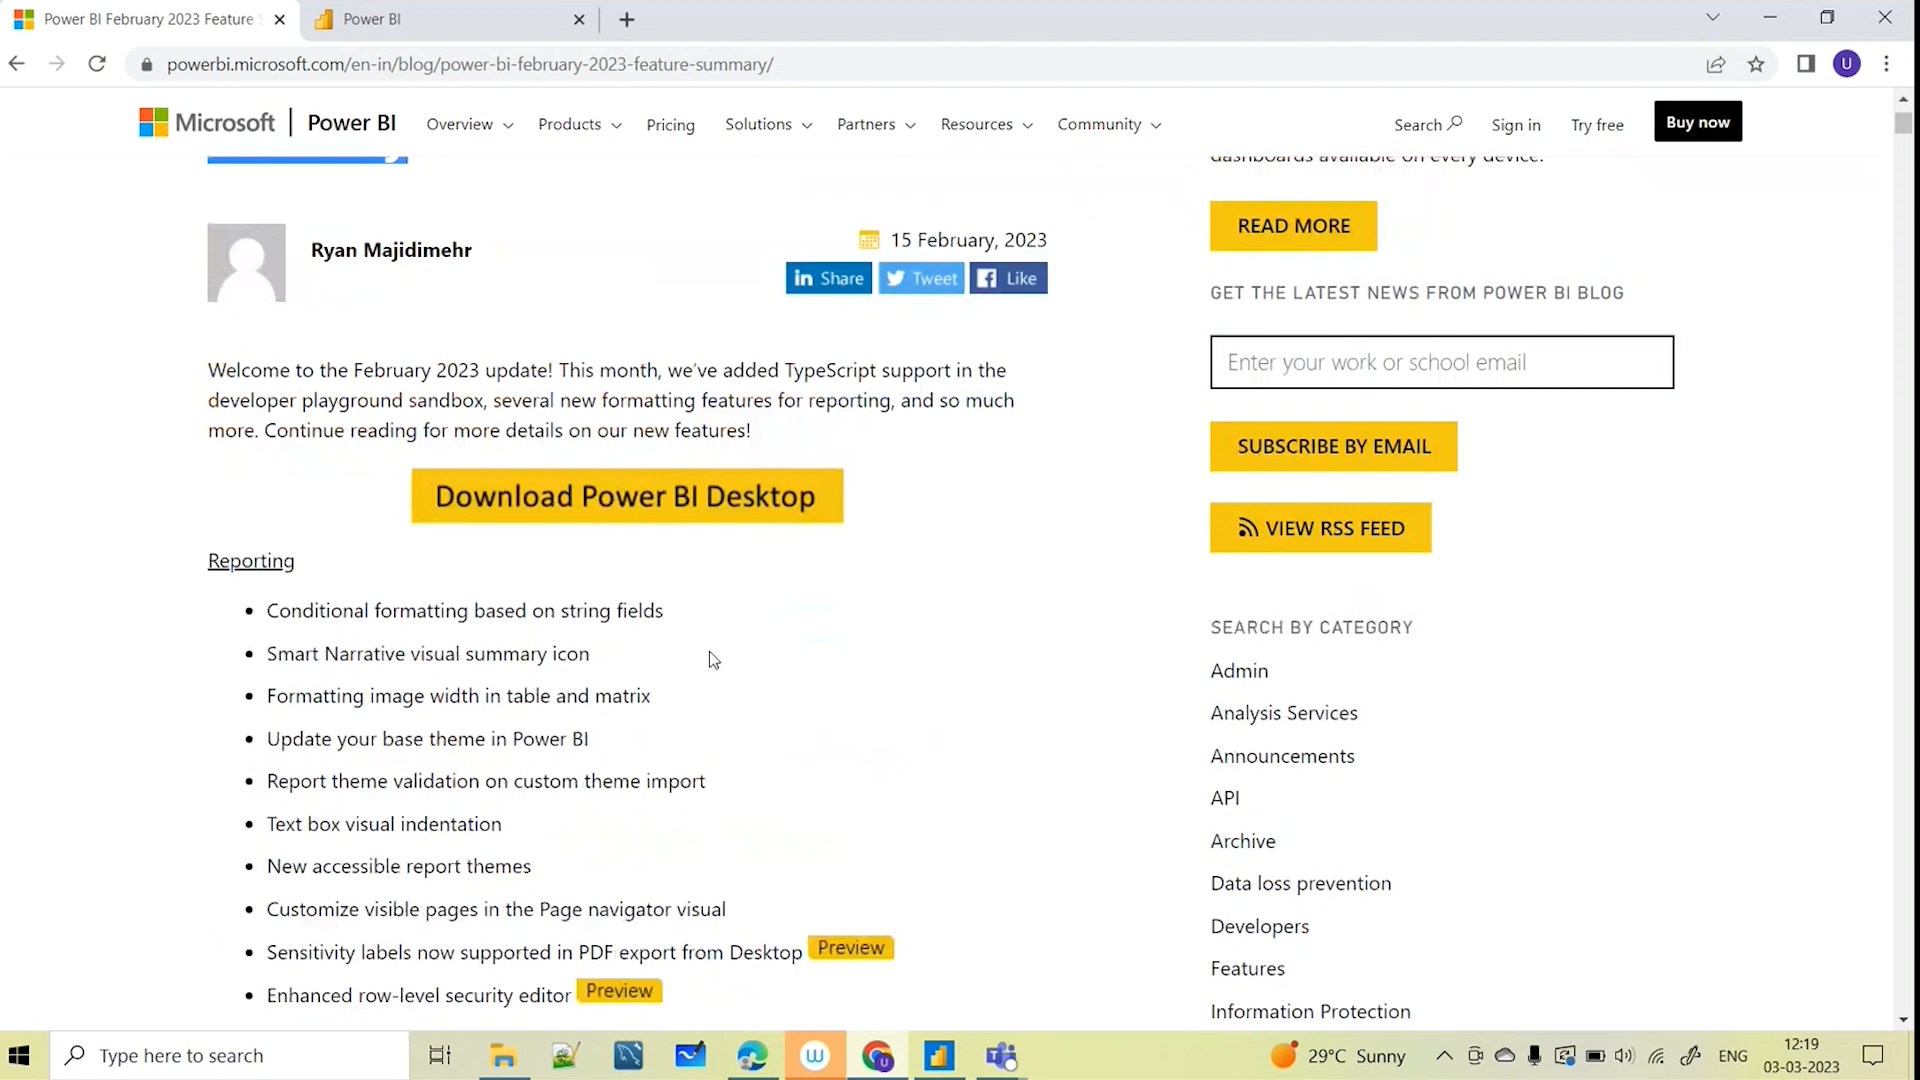 Power BI February 2023 Feature S
Power BI
powerbi.microsoft.com/en-in/blog/power-bi-february-2023-feature-summary/
U
Microsoft | Power BI
Overview
Products
Pricing
Solutions
Partners
Resources
Community
Search
Sign in
Try free
Buy now
dashboards available on every device.
Ryan Majidimehr
15 February, 2023
in Share
Tweet
Like
READ MORE
GET THE LATEST NEWS FROM POWER BI BLOG
Enter your work or school email
SUBSCRIBE BY EMAIL
VIEW RSS FEED
Welcome to the February 2023 update! This month, we've added TypeScript support in the
developer playground sandbox, several new formatting features for reporting, and so much
more. Continue reading for more details on our new features!
Download Power BI Desktop
Reporting
• Conditional formatting based on string fields
• Smart Narrative visual summary icon
• Formatting image width in table and matrix
• Update your base theme in Power BI
• Report theme validation on custom theme import
• Text box visual indentation
• New accessible report themes
• Customize visible pages in the Page navigator visual
• Sensitivity labels now supported in PDF export from Desktop Preview
• Enhanced row-level security editor Preview
SEARCH BY CATEGORY
Admin
Analysis Services
Announcements
API
Archive
Data loss prevention
Developers
Features
Information Protection
Type here to search
w
U
29°C Sunny
ENG
12:19
03-03-2023